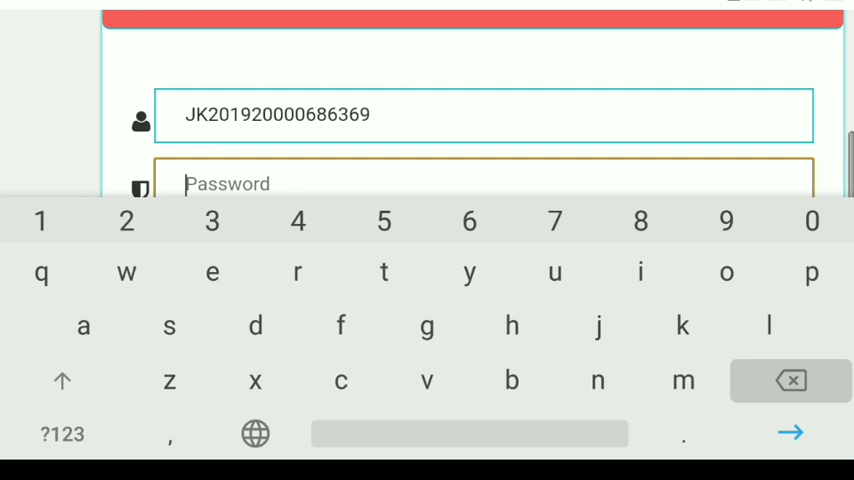 JK201920000686369
Password
1 2 3 4 5 6 7 8 9 0
q w e r t y u i o p
a s d f g h j k l
z x c v b n m
?123 , .